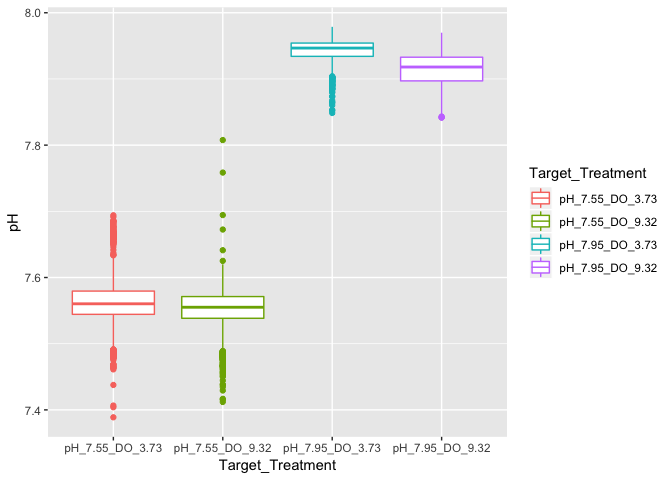 8.0
7.8
7.6
7.4
pH
pH_7.55_DO_3.73 pH_7.55_DO_9.32 pH_7.95_DO_3.73 pH_7.95_DO_9.32
Target_Treatment
Target_Treatment
pH_7.55_DO_3.73
pH_7.55_DO_9.32
pH_7.95_DO_3.73
pH_7.95_DO_9.32